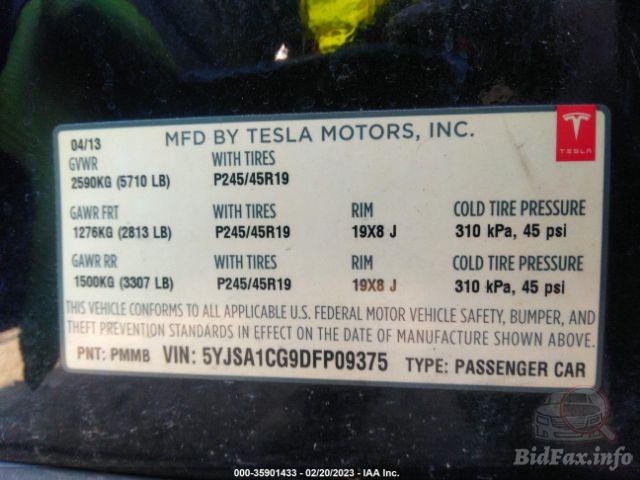 04/13 MFD BY TESLA MOTORS, INC.
TESLA
GVWR WITH TIRES
2590KG (5710 LB) P245/45R19
GAWR FRT WITH TIRES RIM COLD TIRE PRESSURE
1276KG (2813 LB) P245/45R19 19X8 J 310 kPa, 45 psi
GAWR RR WITH TIRES RIM COLD TIRE PRESSURE
1500KG (3307 LB) P245/45R19 19X8 J 310 kPa, 45 psi
THIS VEHICLE CONFORMS TO ALL APPLICABLE U.S. FEDERAL MOTOR VEHICLE SAFETY, BUMPER, AND
THEFT PREVENTION STANDARDS IN EFFECT ON THE DATE OF MANUFACTURE SHOWN ABOVE.
PNT: PMMB VIN: 5YJSA1CG9DFP09375 TYPE: PASSENGER CAR
BidFax.info
000-35901433 - 02/20/2023 - IAA Inc.